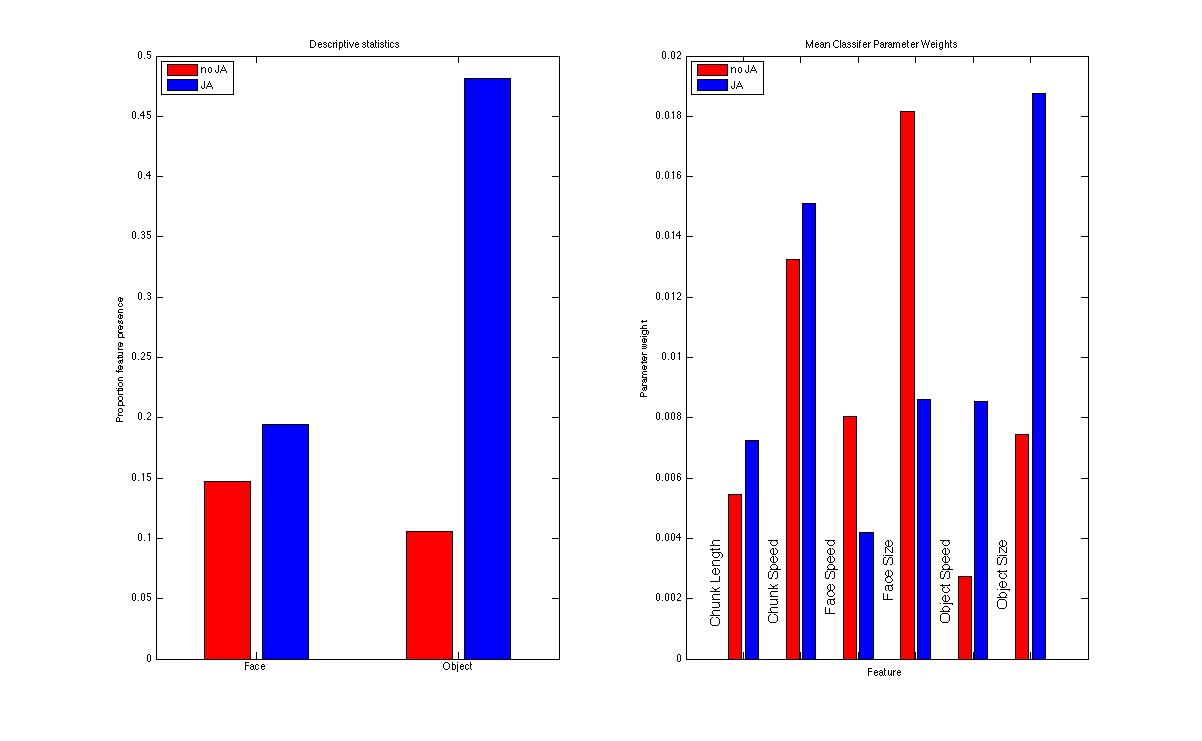 Descriptive statistics
no JA
JA
0.5
0.45
0.4
0.35
0.3
0.25
0.2
0.15
0.1
0.05
0
Proportion feature presence
Face
Object
Mean Classifer Parameter Weights
no JA
JA
0.02
0.018
0.016
0.014
0.012
0.01
0.008
0.006
0.004
0.002
0
Parameter weight
Chunk Length
Chunk Speed
Face Speed
Face Size
Object Speed
Object Size
Feature